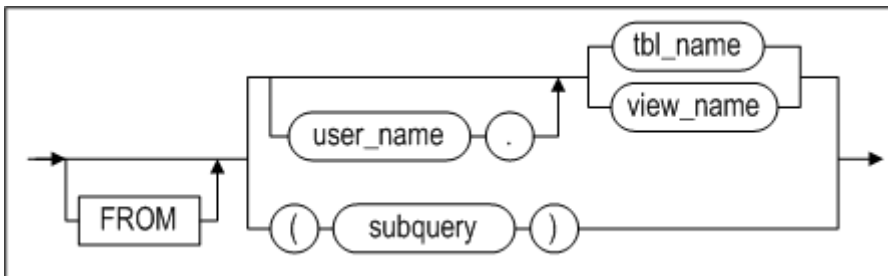 tbl_name
view_name
user_name .
FROM
( subquery )